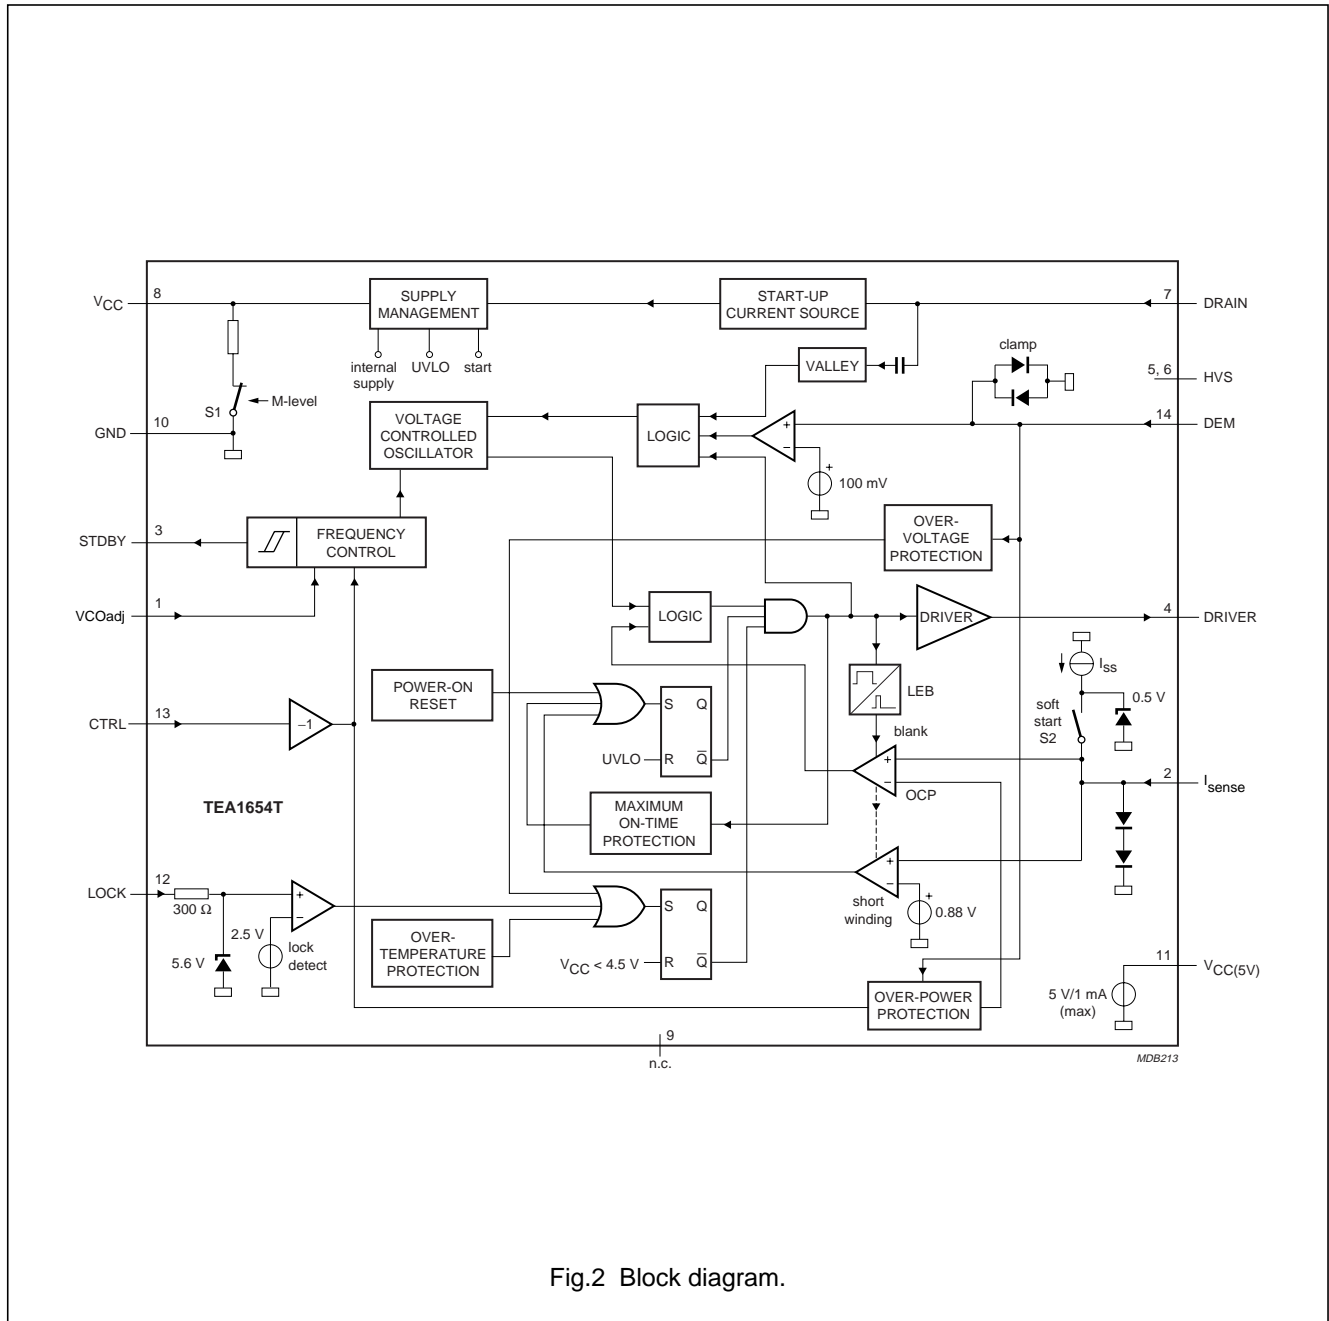 8
VCC
SUPPLY
MANAGEMENT
START-UP
CURRENT SOURCE
7
DRAIN
internal
supply
UVLO
start
VALLEY
clamp
5, 6
HVS
S1
M-level
10
GND
VOLTAGE
CONTROLLED
OSCILLATOR
LOGIC
+
−
14
DEM
+
100 mV
3
STDBY
FREQUENCY
CONTROL
OVER-
VOLTAGE
PROTECTION
1
VCOadj
LOGIC
DRIVER
4
DRIVER
Iss
POWER-ON
RESET
LEB
0.5 V
soft
start
S2
13
CTRL
−1
S
Q
UVLO
R
Q̅
blank
+
−
OCP
2
Isense
TEA1654T
MAXIMUM
ON-TIME
PROTECTION
12
LOCK
300 Ω
+
−
+
−
short
winding
+
0.88 V
2.5 V
lock
detect
5.6 V
OVER-
TEMPERATURE
PROTECTION
S
Q
VCC < 4.5 V
R
Q̅
11
VCC(5V)
5 V/1 mA
(max)
OVER-POWER
PROTECTION
9
n.c.
MDB213
Fig.2 Block diagram.